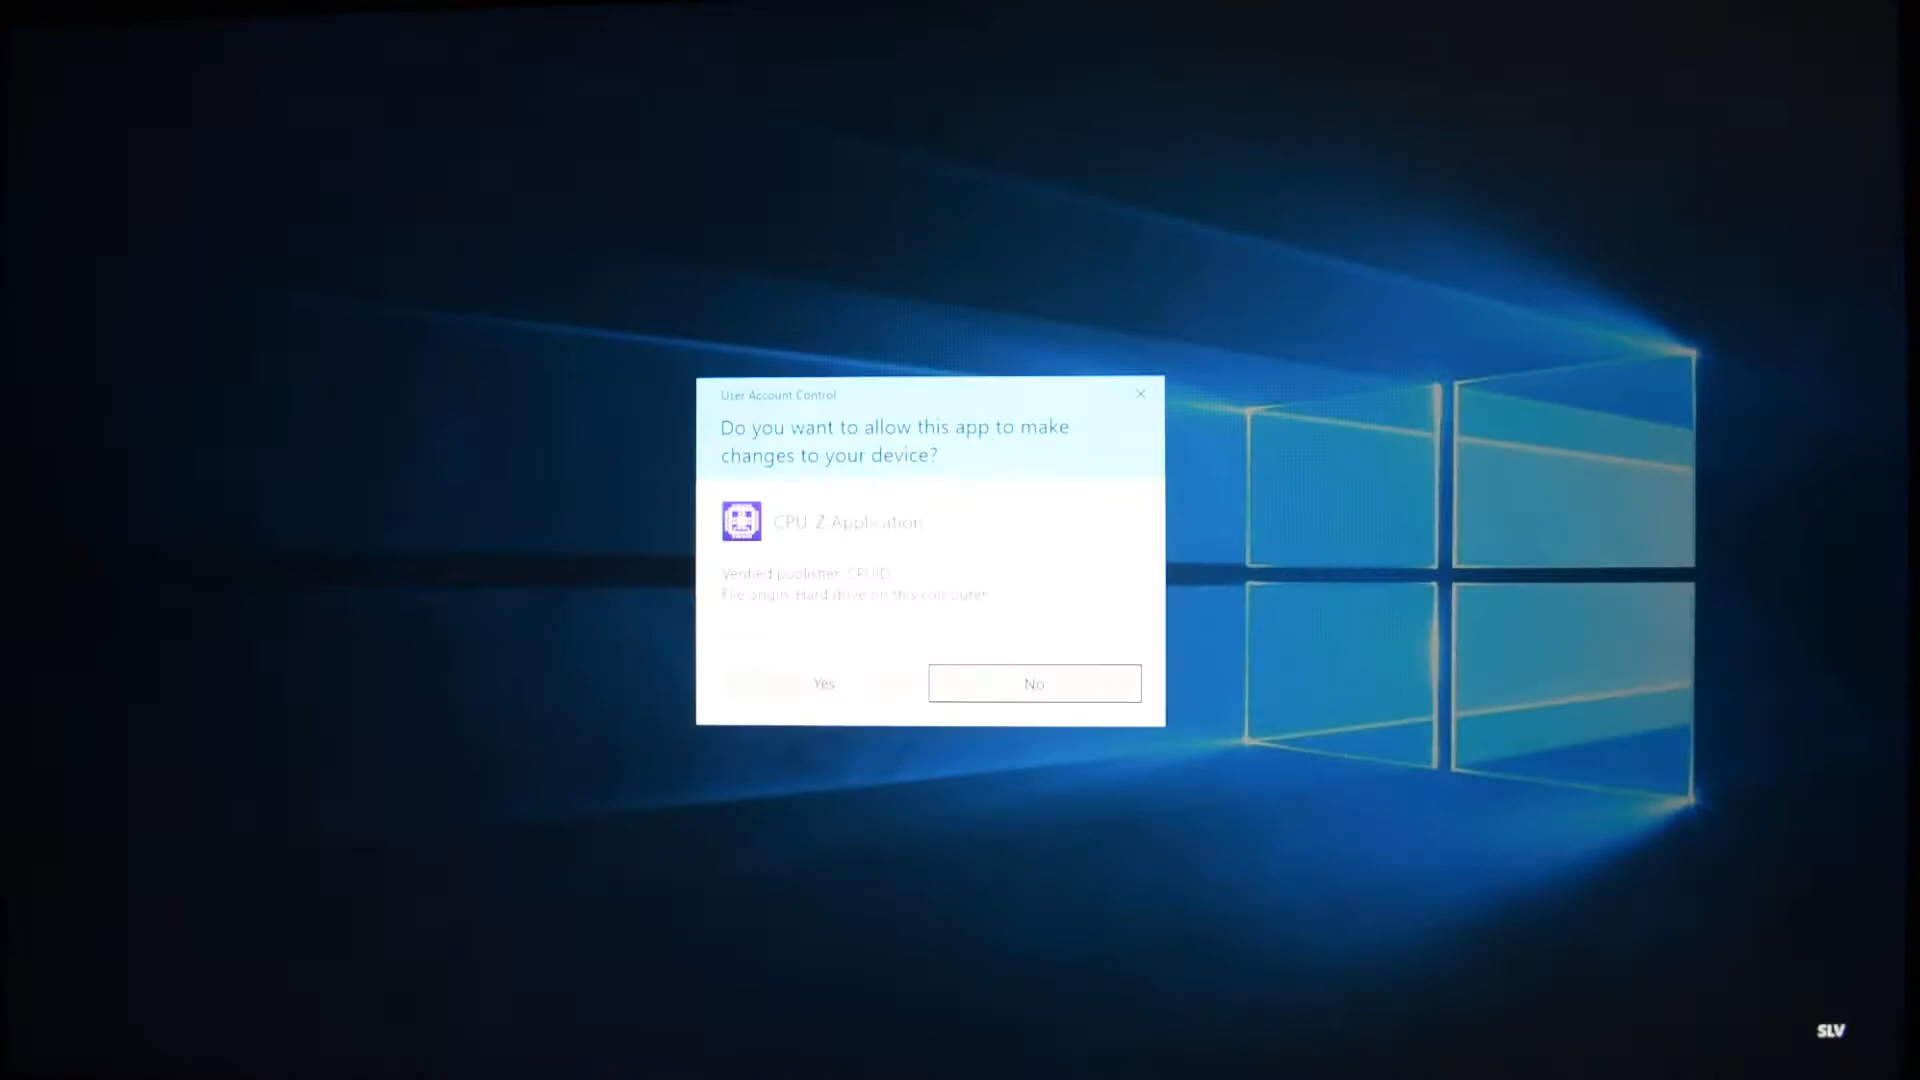 User Account Control
Do you want to allow this app to make
changes to your device?
CPU-Z Application
Verified publisher: CPUID
File origin: Hard drive on this computer
Yes
No
SLV